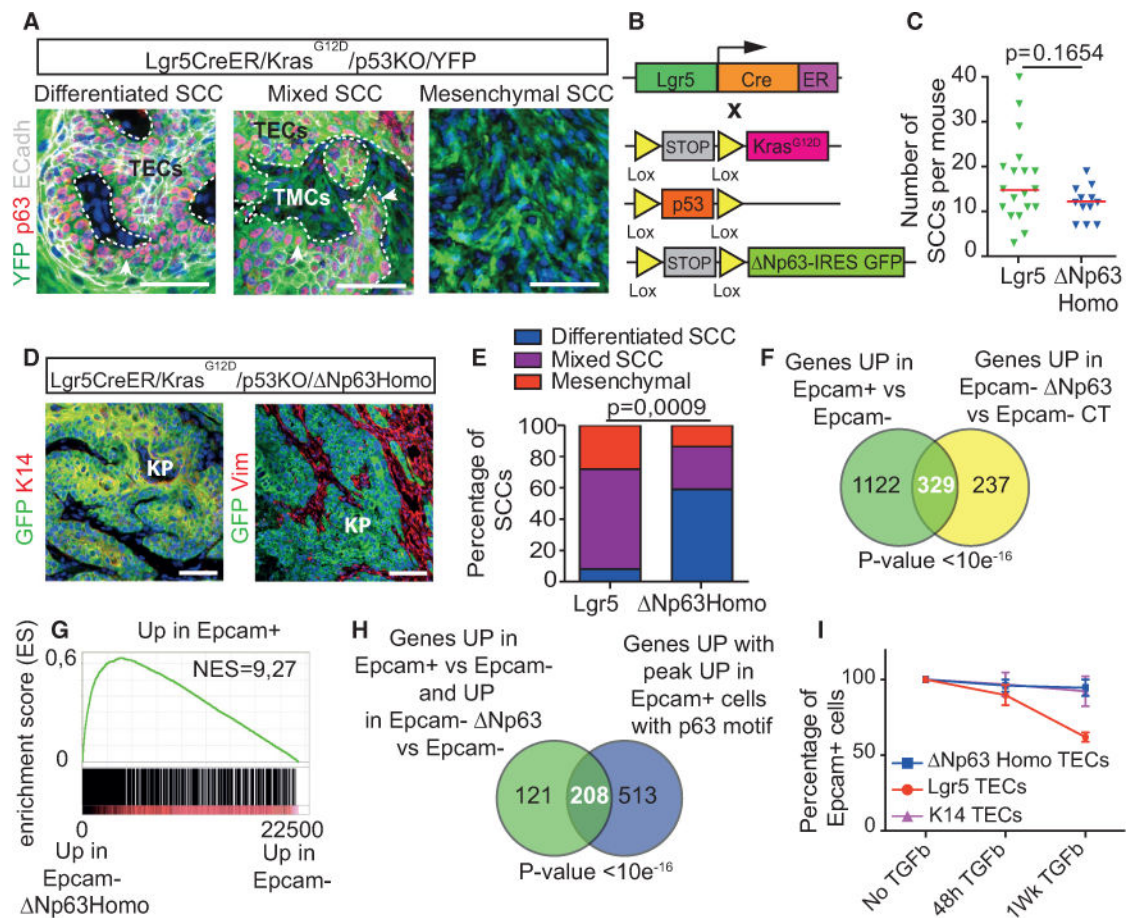 A
Lgr5CreER/Kras G12D /p53KO/YFP
Differentiated SCC Mixed SCC Mesenchymal SCC
YFP p63 ECadh
TECs
TECs
TMCs
B
Lgr5 Cre ER
x
STOP Kras G12D
Lox Lox
p53
Lox Lox
STOP ΔNp63-IRES GFP
Lox Lox
C
p=0.1654
Number of
SCCs per mouse
40
30
20
10
0
Lgr5 ΔNp63
Homo
D
Lgr5CreER/Kras G12D /p53KO/ΔNp63Homo
GFP K14
KP
GFP Vim
KP
E
Differentiated SCC
Mixed SCC
Mesenchymal
p=0,0009
Percentage of
SCCs
100
80
60
40
20
0
Lgr5 ΔNp63Homo
F
Genes UP in
Epcam+ vs
Epcam-
Genes UP in
Epcam- ΔNp63
vs Epcam- CT
1122 329 237
P-value <10e-16
G
Up in Epcam+
NES=9,27
enrichment score (ES)
0,6
0
0 22500
Up in
Epcam-
ΔNp63Homo
Up in
Epcam-
H
Genes UP in
Epcam+ vs Epcam-
and UP
in Epcam- ΔNp63
vs Epcam-
Genes UP with
peak UP in
Epcam+ cells
with p63 motif
121 208 513
P-value <10e-16
I
Percentage of
Epcam+ cells
100
50
0
ΔNp63 Homo TECs
Lgr5 TECs
K14 TECs
No TGFb
48h TGFb
1Wk TGFb